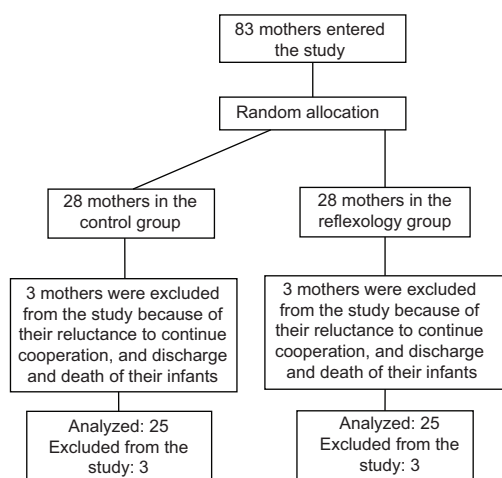 83 mothers entered
the study
Random allocation
28 mothers in the
control group
28 mothers in the
reflexology group
3 mothers were excluded
from the study because of
their reluctance to continue
cooperation, and discharge
and death of their infants
3 mothers were excluded
from the study because of
their reluctance to continue
cooperation, and discharge
and death of their infants
Analyzed: 25
Excluded from the
study: 3
Analyzed: 25
Excluded from the
study: 3